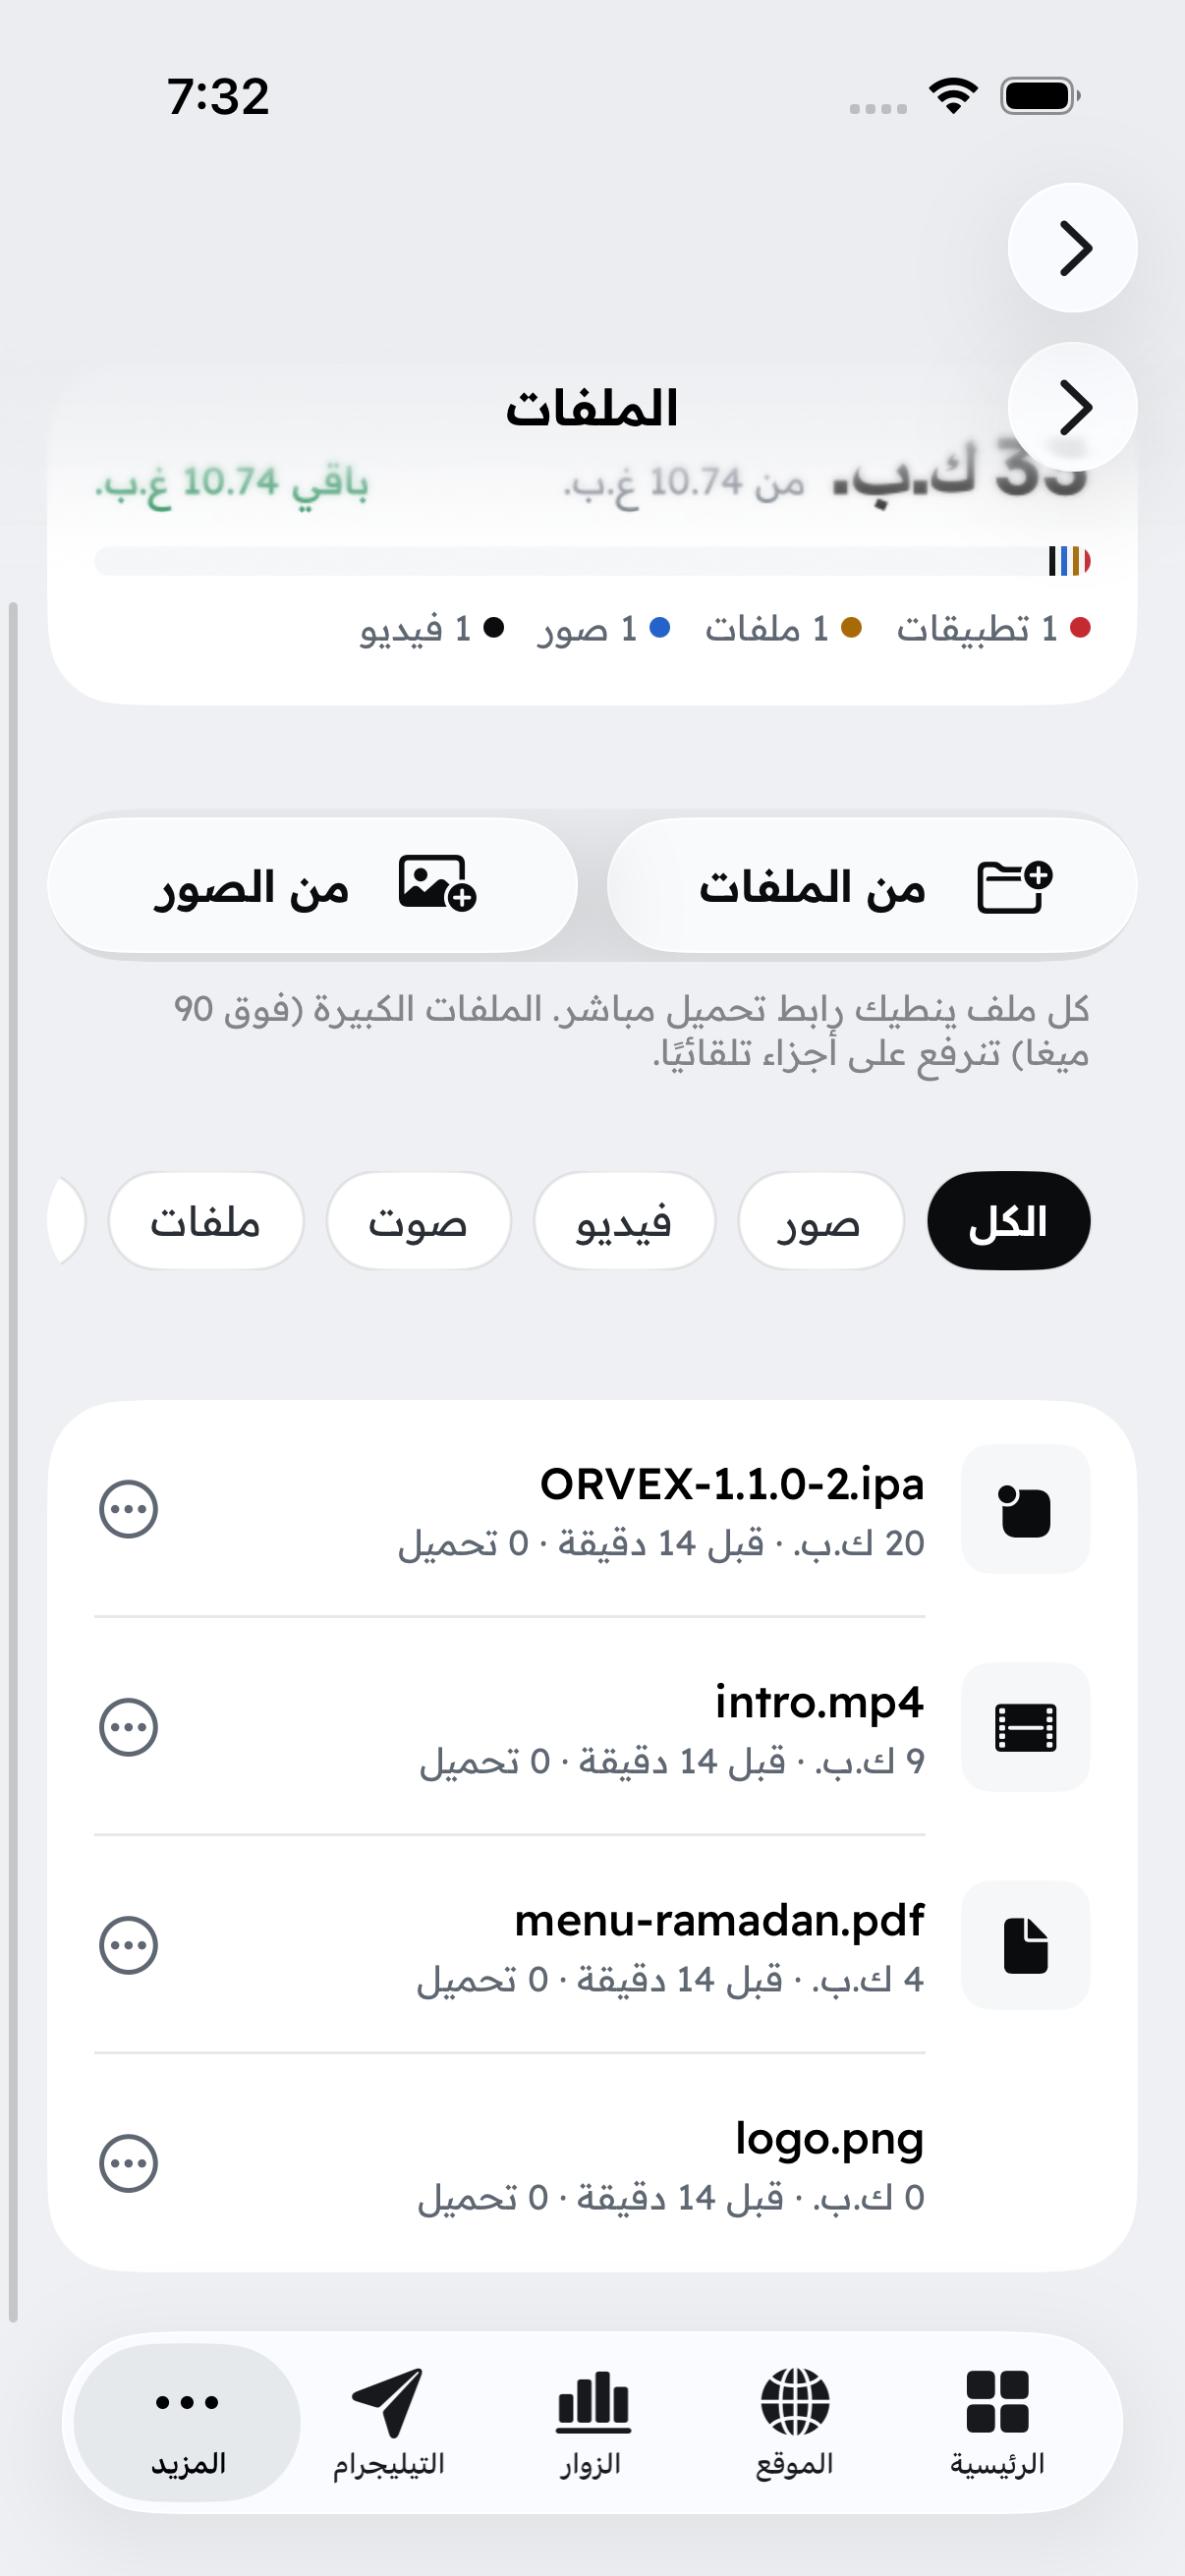 7:32
الملفات
33 ك.ب. من 10.74 غ.ب. باقي 10.74 غ.ب.
1 تطبيقات 1 ملفات 1 صور 1 فيديو
من الملفات من الصور
كل ملف ينطيك رابط تحميل مباشر. الملفات الكبيرة (فوق 90
ميغا) تنرفع على أجزاء تلقائيًا.
الكل صور فيديو صوت ملفات
ORVEX-1.1.0-2.ipa
20 ك.ب. · قبل 14 دقيقة · 0 تحميل
intro.mp4
9 ك.ب. · قبل 14 دقيقة · 0 تحميل
menu-ramadan.pdf
4 ك.ب. · قبل 14 دقيقة · 0 تحميل
logo.png
0 ك.ب. · قبل 14 دقيقة · 0 تحميل
الرئيسية الموقع الزوار التيليجرام المزيد